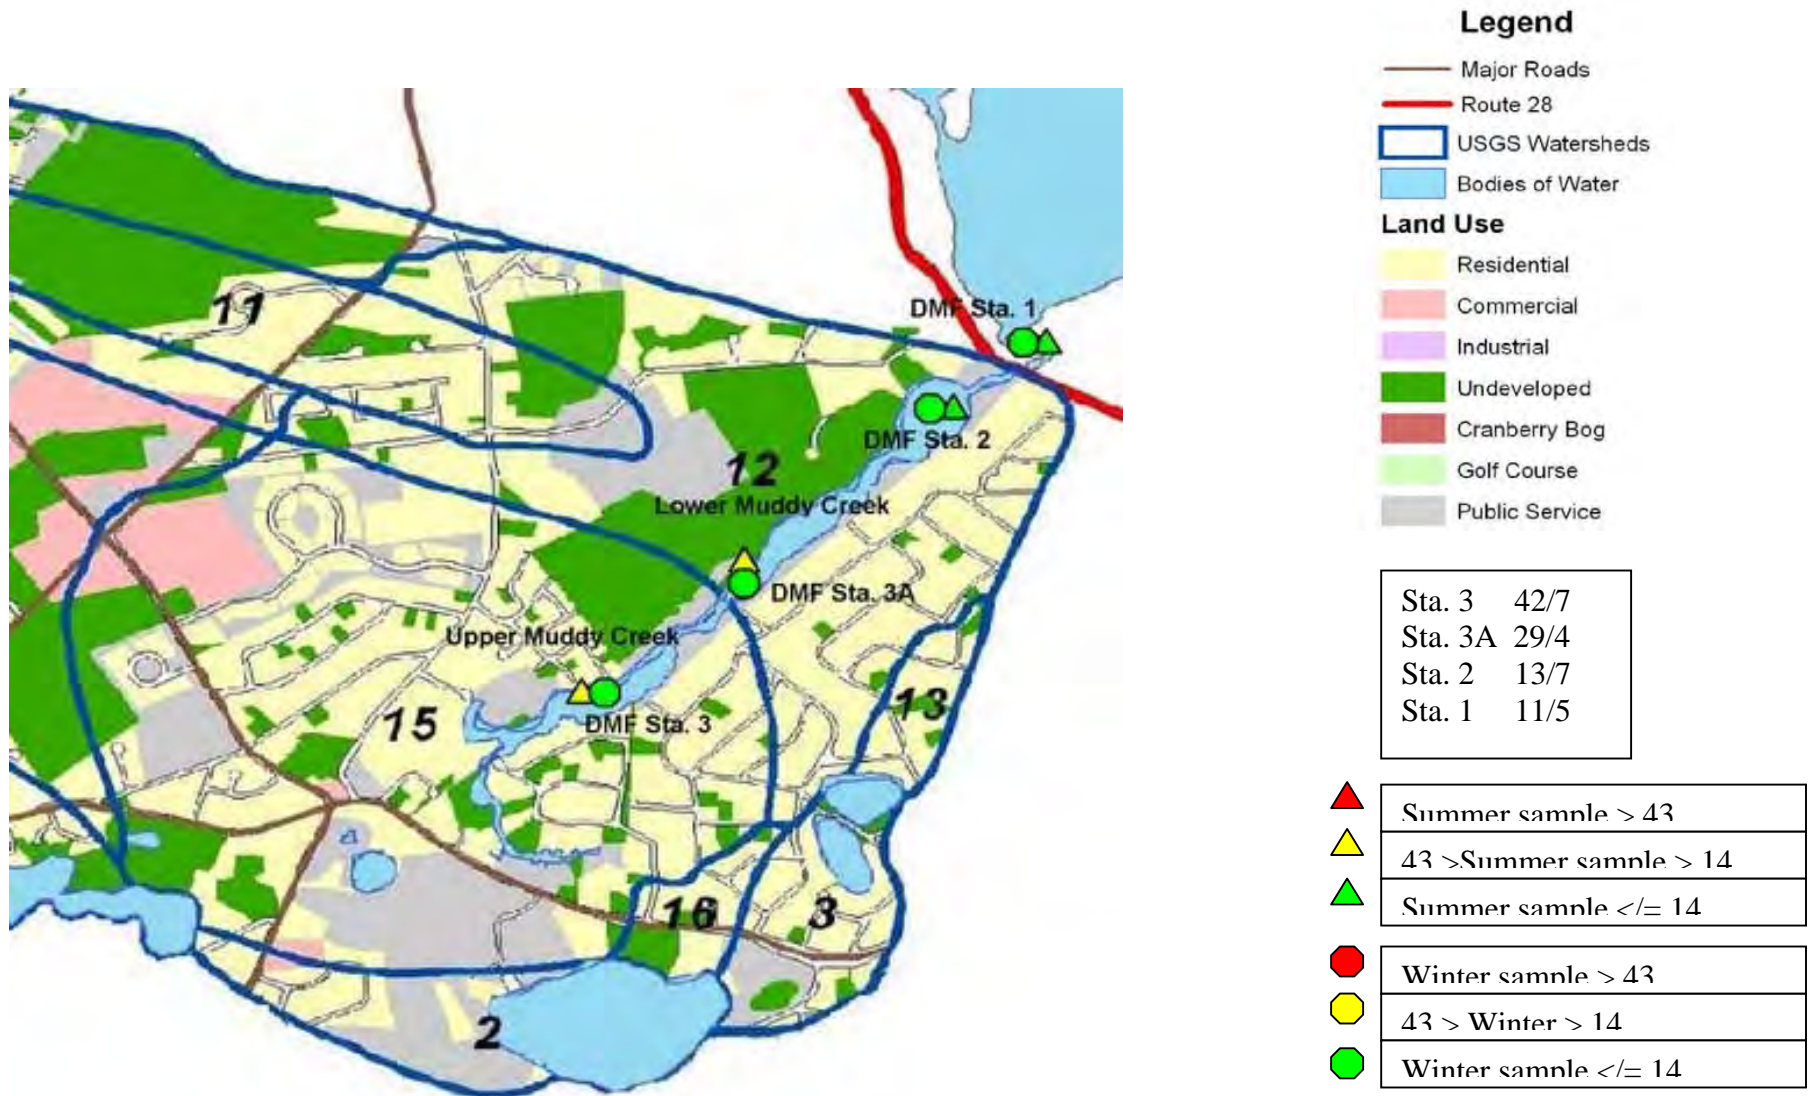 Legend
Major Roads
Route 28
USGS Watersheds
Bodies of Water
Land Use
Residential
Commercial
Industrial
Undeveloped
Cranberry Bog
Golf Course
Public Service
11
DMF Sta. 1
DMF Sta. 2
12
Lower Muddy Creek
DMF Sta. 3A
Upper Muddy Creek
DMF Sta. 3
15
13
16
3
2
Sta. 3 42/7
Sta. 3A 29/4
Sta. 2 13/7
Sta. 1 11/5
Summer sample > 43
43 >Summer sample > 14
Summer sample </= 14
Winter sample > 43
43 > Winter > 14
Winter sample </= 14